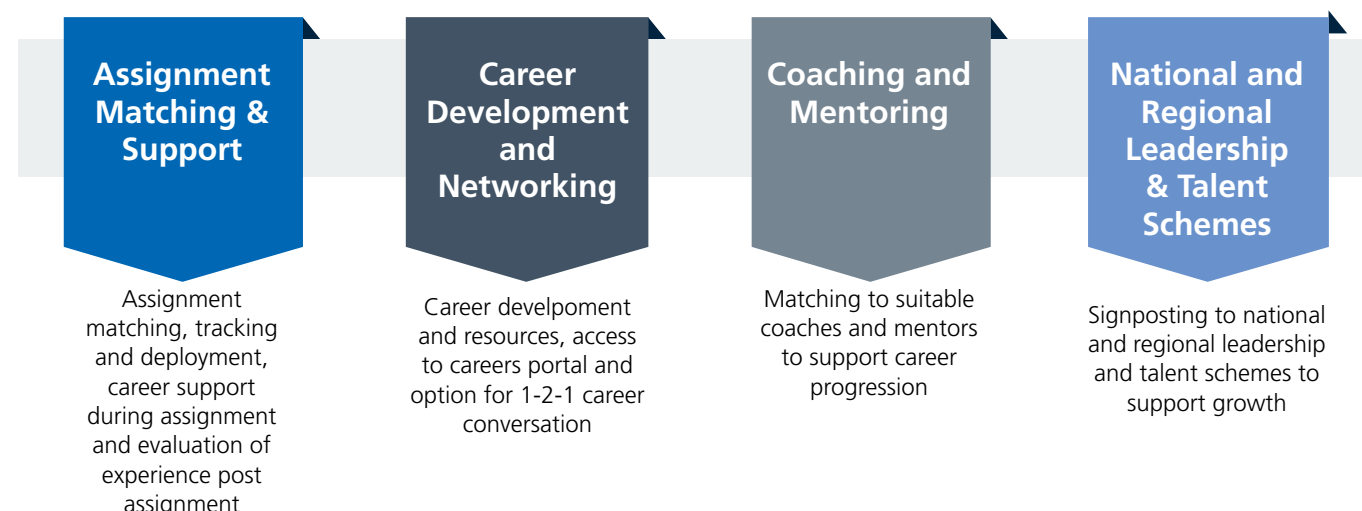 Assignment
Matching &
Support
Assignment
matching, tracking
and deployment,
career support
during assignment
and evaluation of
experience post
assignment
Career
Development
and
Networking
Career develpoment
and resources, access
to careers portal and
option for 1-2-1 career
conversation
Coaching and
Mentoring
Matching to suitable
coaches and mentors
to support career
progression
National and
Regional
Leadership
& Talent
Schemes
Signposting to national
and regional leadership
and talent schemes to
support growth